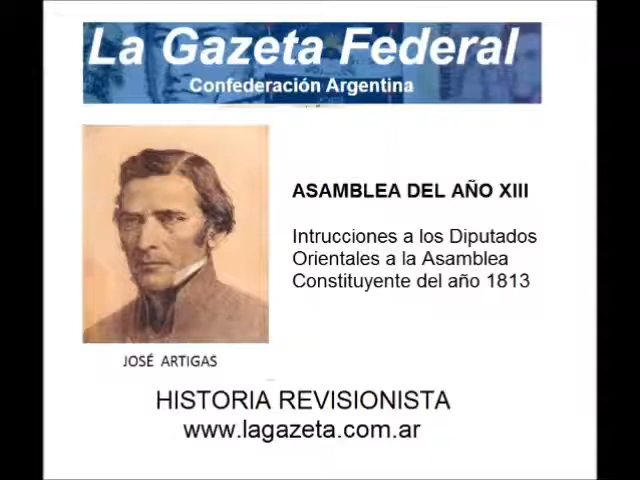 La Gazeta Federal
Confederación Argentina
ASAMBLEA DEL AÑO XIII
Intrucciones a los Diputados
Orientales a la Asamblea
Constituyente del año 1813
JOSÉ ARTIGAS
HISTORIA REVISIONISTA
www.lagazeta.com.ar